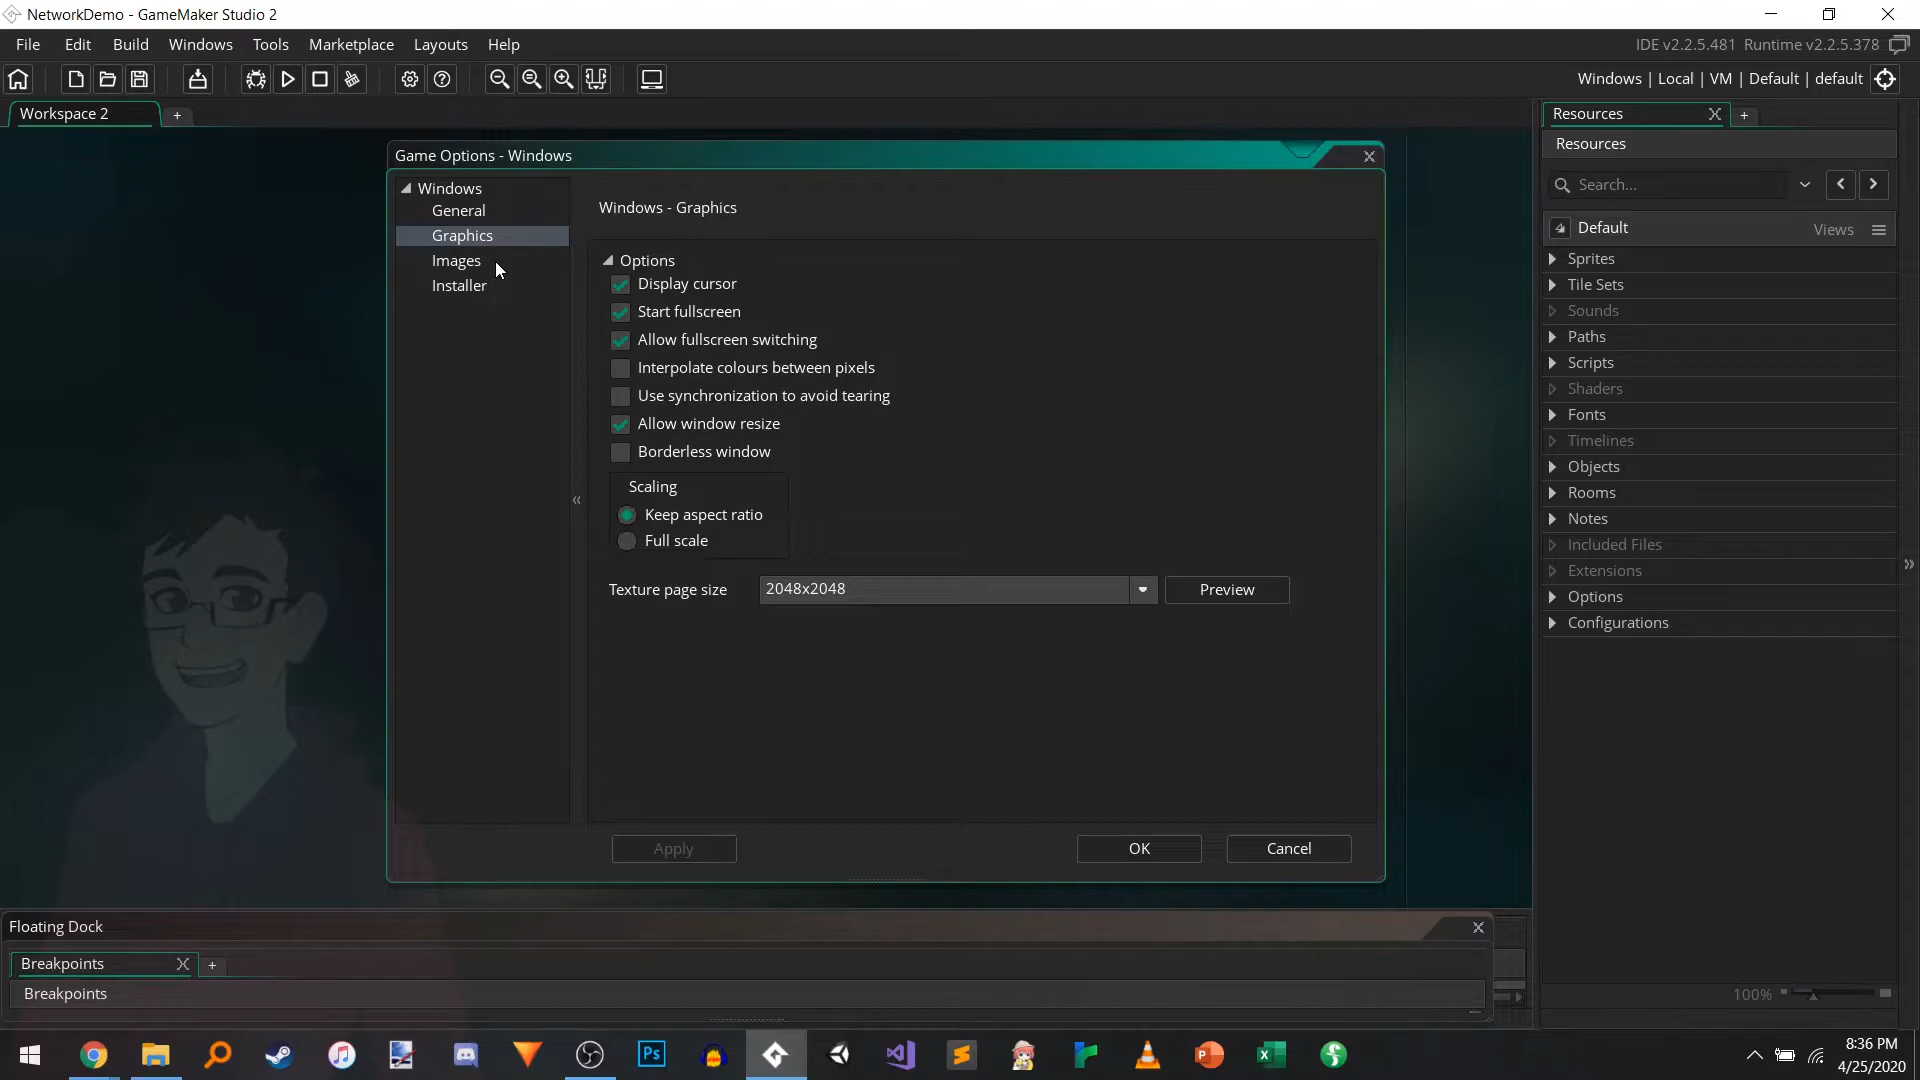 NetworkDemo - GameMaker Studio 2
File Edit Build Windows Tools Marketplace Layouts Help
IDE v2.2.5.481 Runtime v2.2.5.378
Windows | Local | VM | Default | default
Workspace 2 +
Resources +
Resources
Search...
Default Views
Sprites
Tile Sets
Sounds
Paths
Scripts
Shaders
Fonts
Timelines
Objects
Rooms
Notes
Included Files
Extensions
Options
Configurations
100%
Game Options - Windows
Windows
General
Graphics
Images
Installer
Windows - Graphics
Options
Display cursor
Start fullscreen
Allow fullscreen switching
Interpolate colours between pixels
Use synchronization to avoid tearing
Allow window resize
Borderless window
Scaling
Keep aspect ratio
Full scale
Texture page size 2048x2048 Preview
Apply OK Cancel
Floating Dock
Breakpoints +
Breakpoints
Ps
8:36 PM
4/25/2020